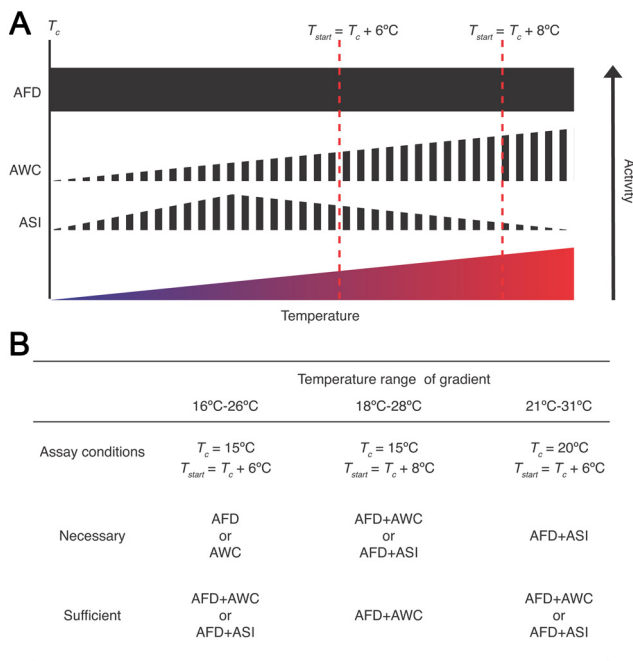 A
Tc
Tstart = Tc + 6ºC
Tstart = Tc + 8ºC
AFD
AWC
ASI
Activity
Temperature
B
Temperature range of gradient
16ºC-26ºC 18ºC-28ºC 21ºC-31ºC
Assay conditions
Tc = 15ºC
Tstart = Tc + 6ºC
Tc = 15ºC
Tstart = Tc + 8ºC
Tc = 20ºC
Tstart = Tc + 6ºC
Necessary
AFD
or
AWC
AFD+AWC
or
AFD+ASI
AFD+ASI
Sufficient
AFD+AWC
or
AFD+ASI
AFD+AWC
AFD+AWC
or
AFD+ASI